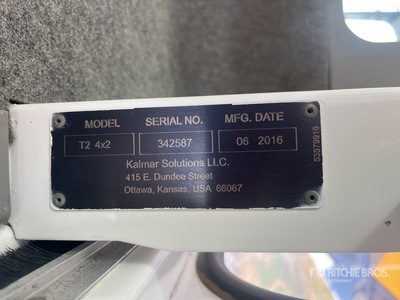 MODEL SERIAL NO. MFG. DATE
T2 4x2 342587 06 2016
Kalmar Solutions LLC.
415 E. Dundee Street
Ottawa, Kansas, USA 66067
53579916
RITCHIE BROS.